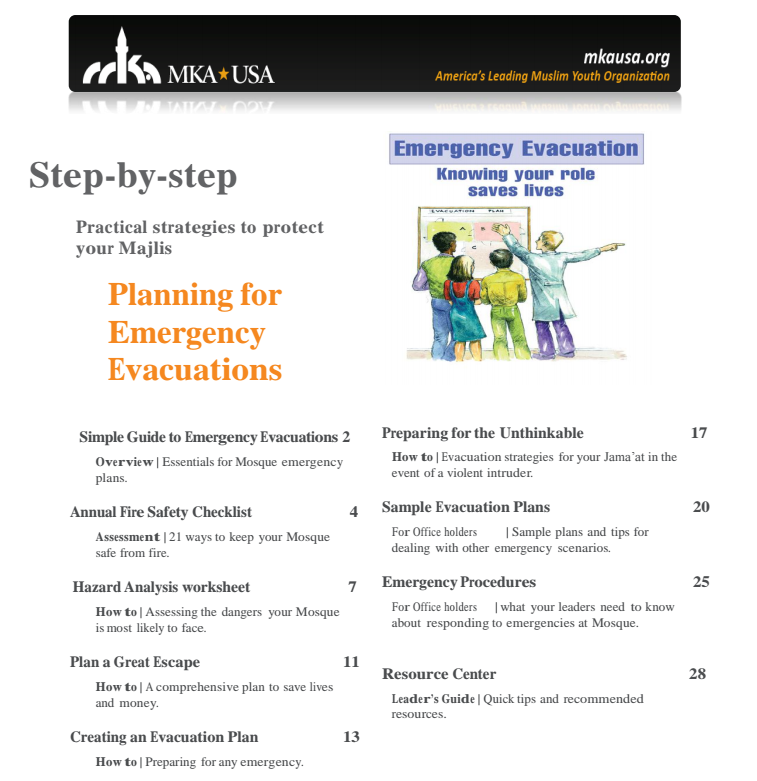 MKA★USA
mkausa.org
America's Leading Muslim Youth Organization
Step-by-step
Practical strategies to protect
your Majlis
Planning for
Emergency
Evacuations
Emergency Evacuation
Knowing your role
saves lives
EVACUATION PLAN
A
B
C
Simple Guide to Emergency Evacuations 2
Overview | Essentials for Mosque emergency
plans.
Annual Fire Safety Checklist 4
Assessment | 21 ways to keep your Mosque
safe from fire.
Hazard Analysis worksheet 7
How to | Assessing the dangers your Mosque
is most likely to face.
Plan a Great Escape 11
How to | A comprehensive plan to save lives
and money.
Creating an Evacuation Plan 13
How to | Preparing for any emergency.
Preparing for the Unthinkable 17
How to | Evacuation strategies for your Jama'at in the
event of a violent intruder.
Sample Evacuation Plans 20
For Office holders | Sample plans and tips for
dealing with other emergency scenarios.
Emergency Procedures 25
For Office holders | what your leaders need to know
about responding to emergencies at Mosque.
Resource Center 28
Leader's Guide | Quick tips and recommended
resources.